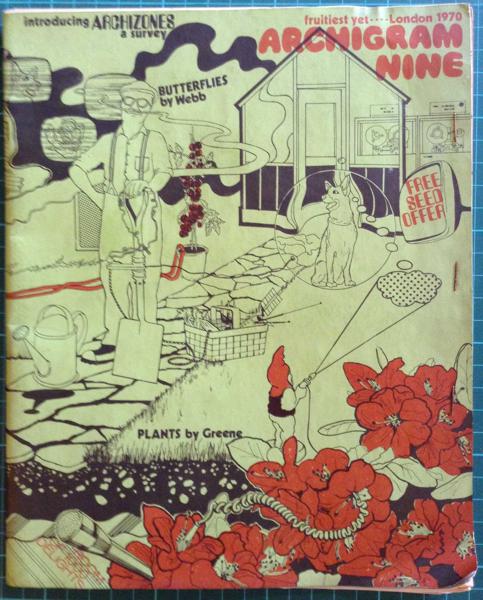 introducing ARCHIZONES
a survey
fruitiest yet····London 1970
ARCHIGRAM
NINE
BUTTERFLIES
by Webb
FREE
SEED
OFFER
PLANTS by Greene